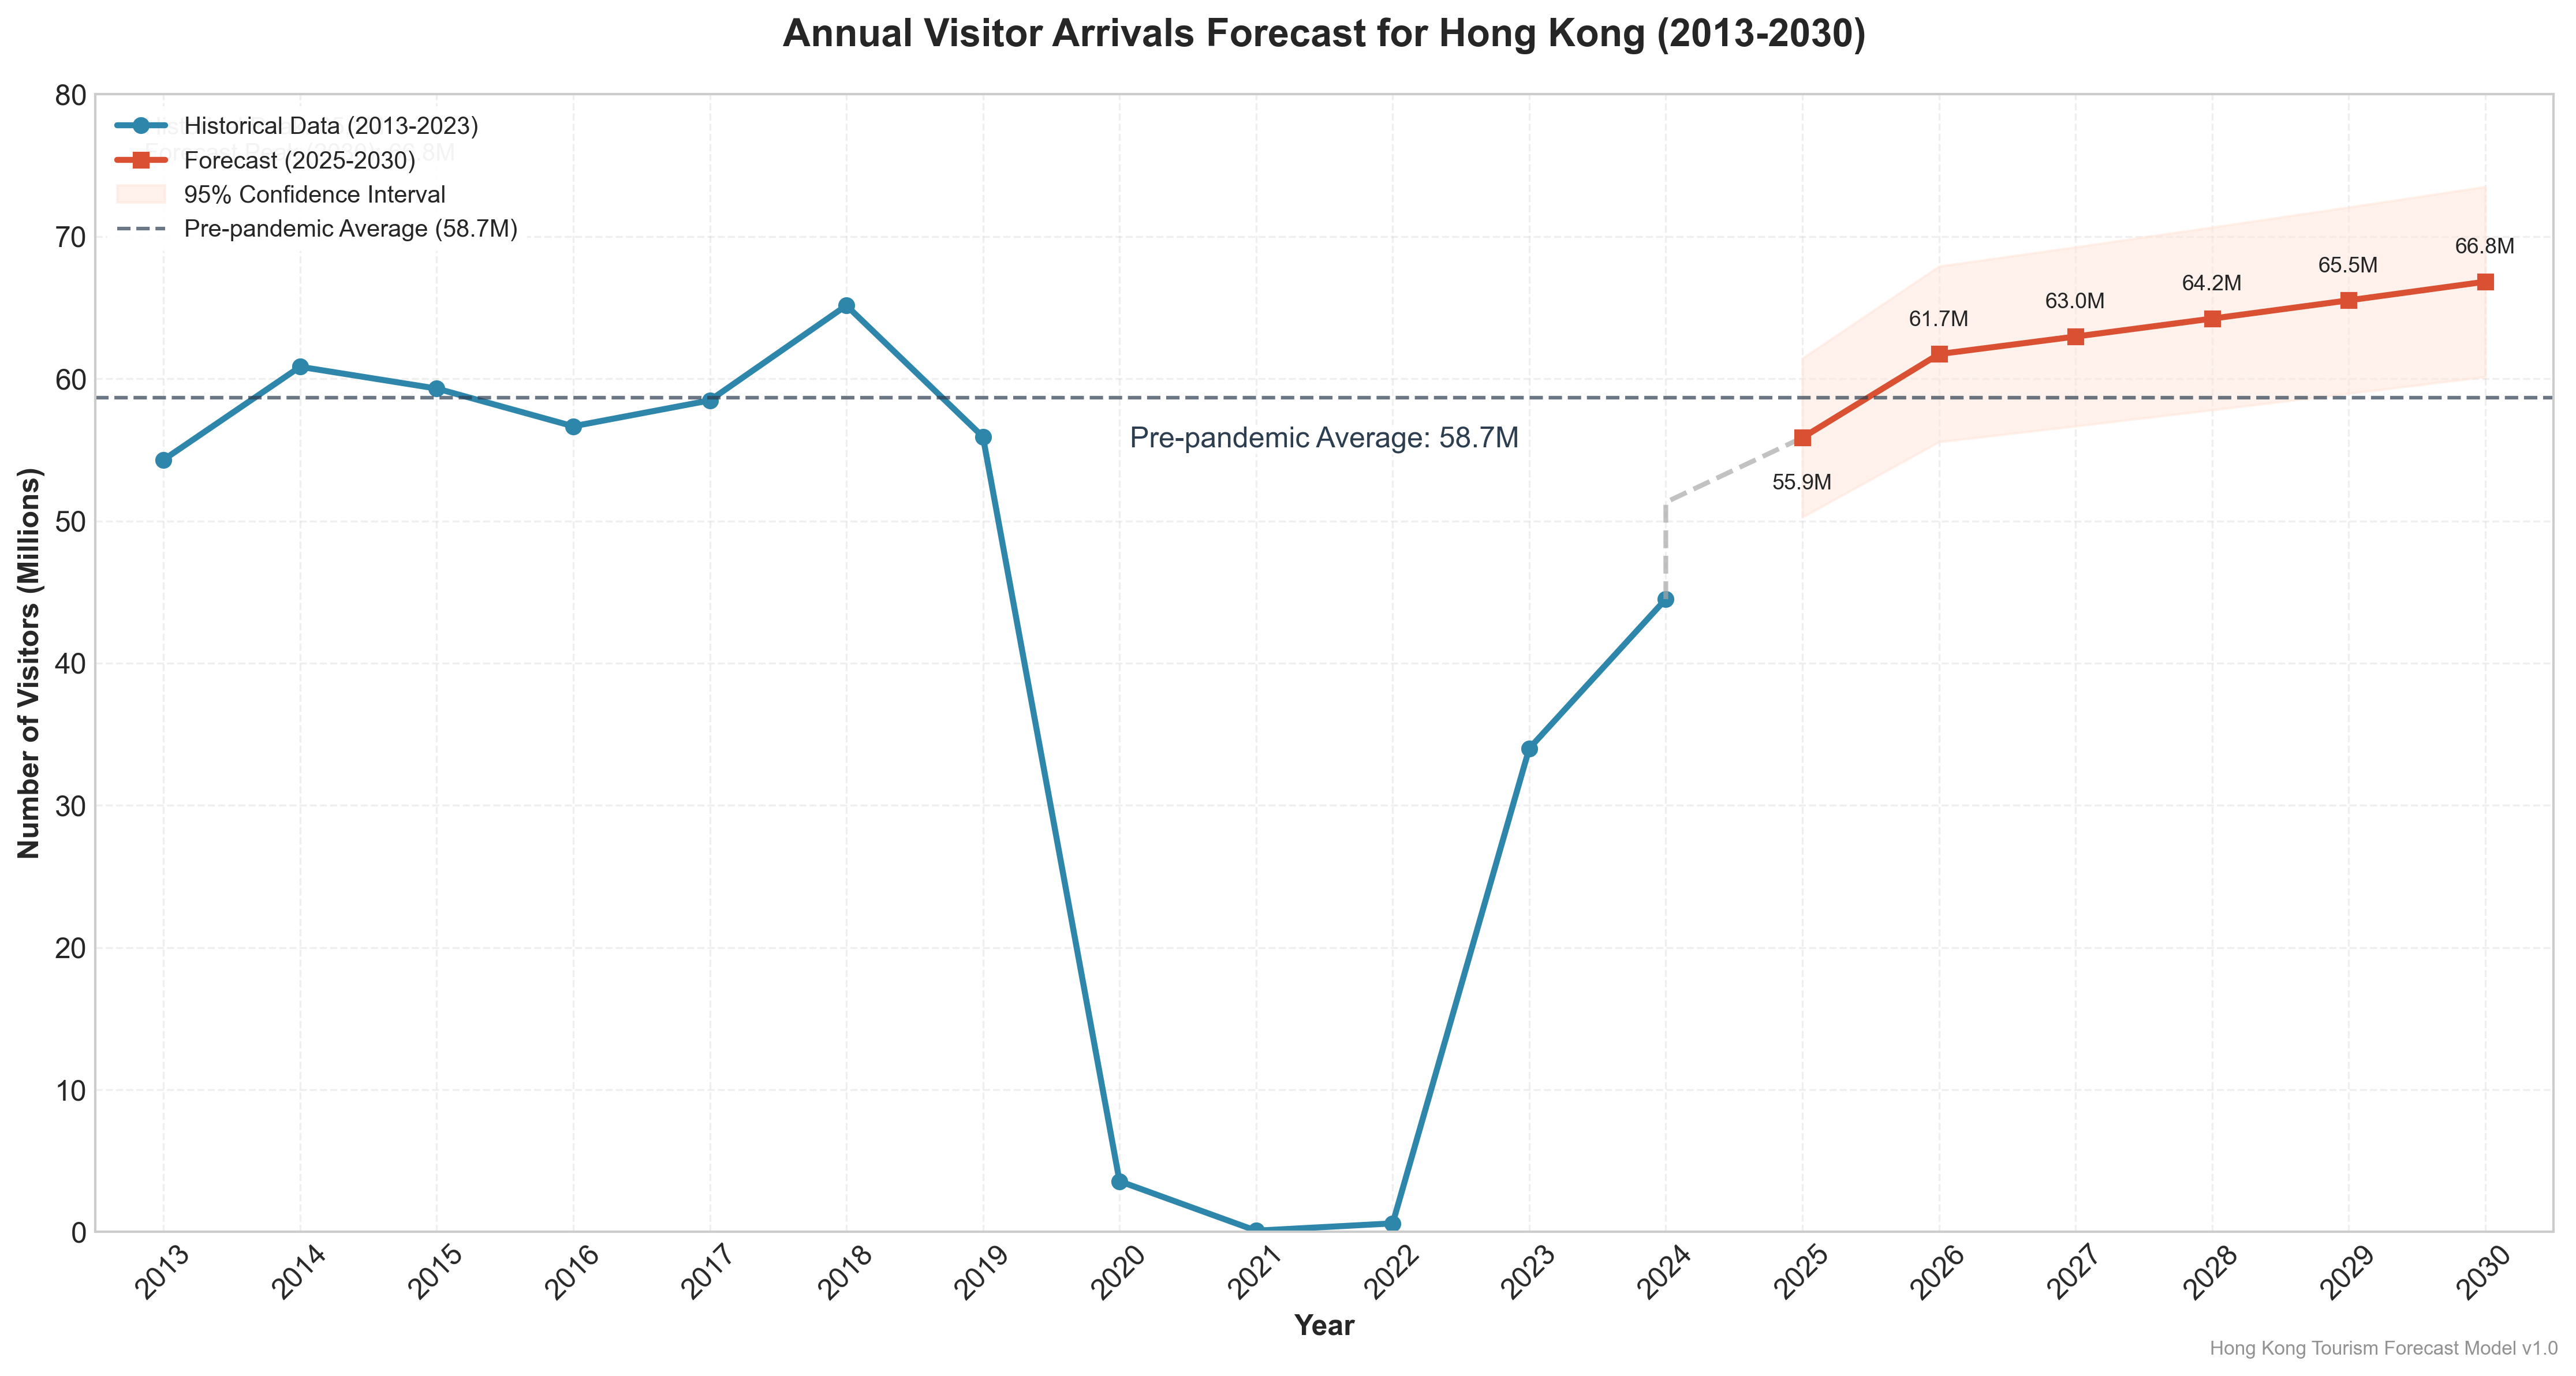 Annual Visitor Arrivals Forecast for Hong Kong (2013-2030)
80
70
60
50
40
30
20
10
0
Number of Visitors (Millions)
Historical Data (2013-2023)
Forecast (2025-2030)
95% Confidence Interval
Pre-pandemic Average (58.7M)
Pre-pandemic Average: 58.7M
55.9M
61.7M
63.0M
64.2M
65.5M
66.8M
2013
2014
2015
2016
2017
2018
2019
2020
2021
2022
2023
2024
2025
2026
2027
2028
2029
2030
Year
Hong Kong Tourism Forecast Model v1.0